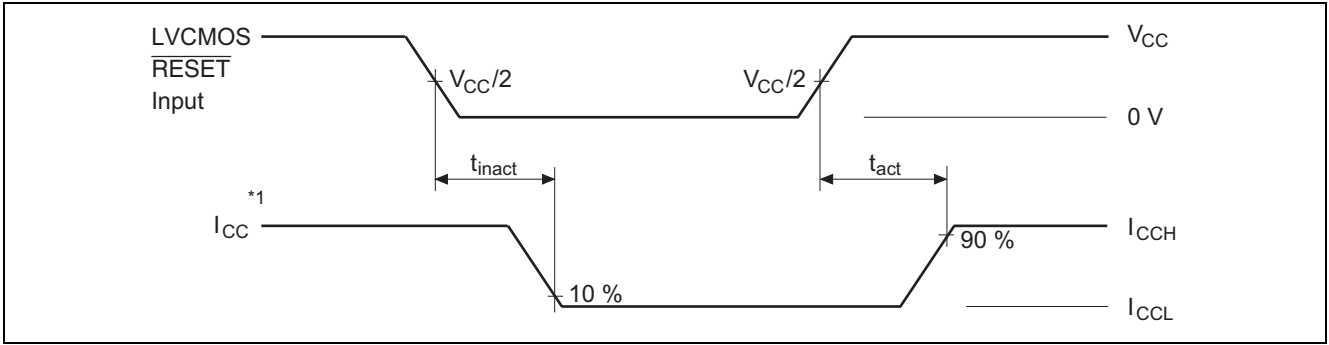 LVCMOS
RESET
Input
VCC/2
VCC/2
VCC
0 V
tinact
tact
*1
ICC
10 %
90 %
ICCH
ICCL